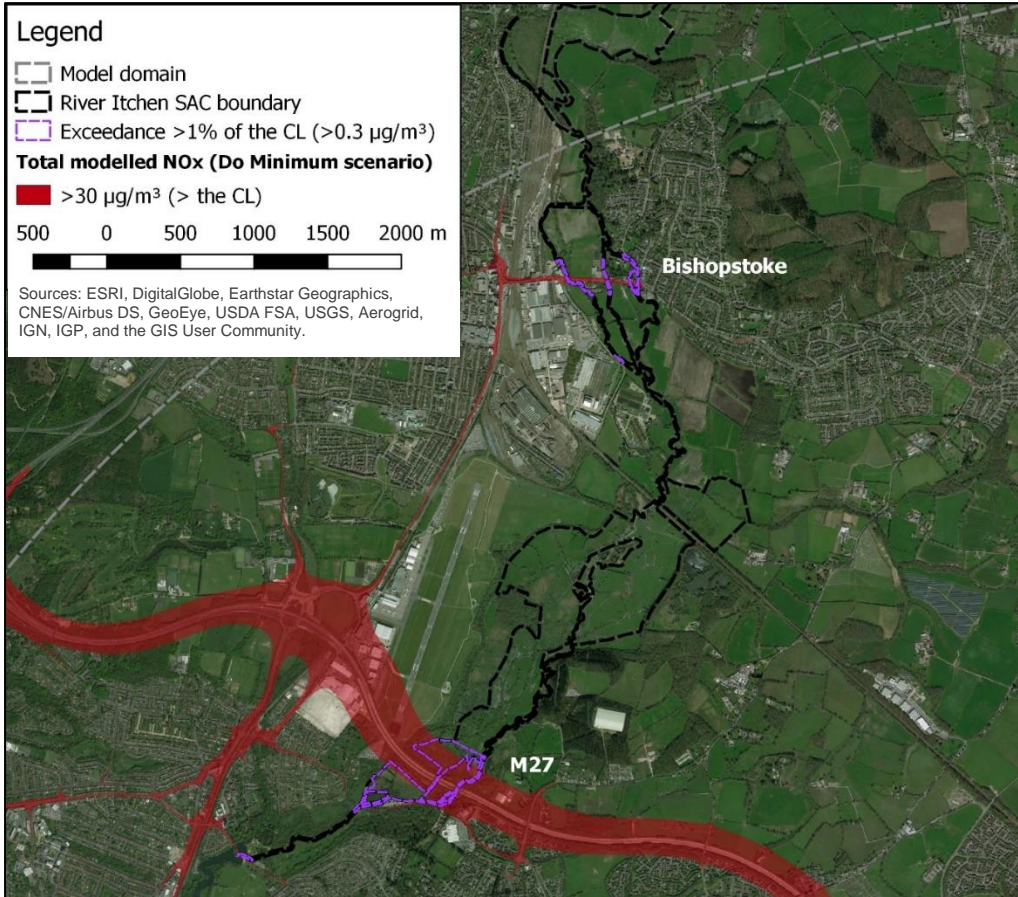 Legend
Model domain
River Itchen SAC boundary
Exceedance >1% of the CL (>0.3 µg/m³)
Total modelled NOx (Do Minimum scenario)
>30 µg/m³ (> the CL)
500 0 500 1000 1500 2000 m
Sources: ESRI, DigitalGlobe, Earthstar Geographics,
CNES/Airbus DS, GeoEye, USDA FSA, USGS, Aerogrid,
IGN, IGP, and the GIS User Community.
Bishopstoke
M27